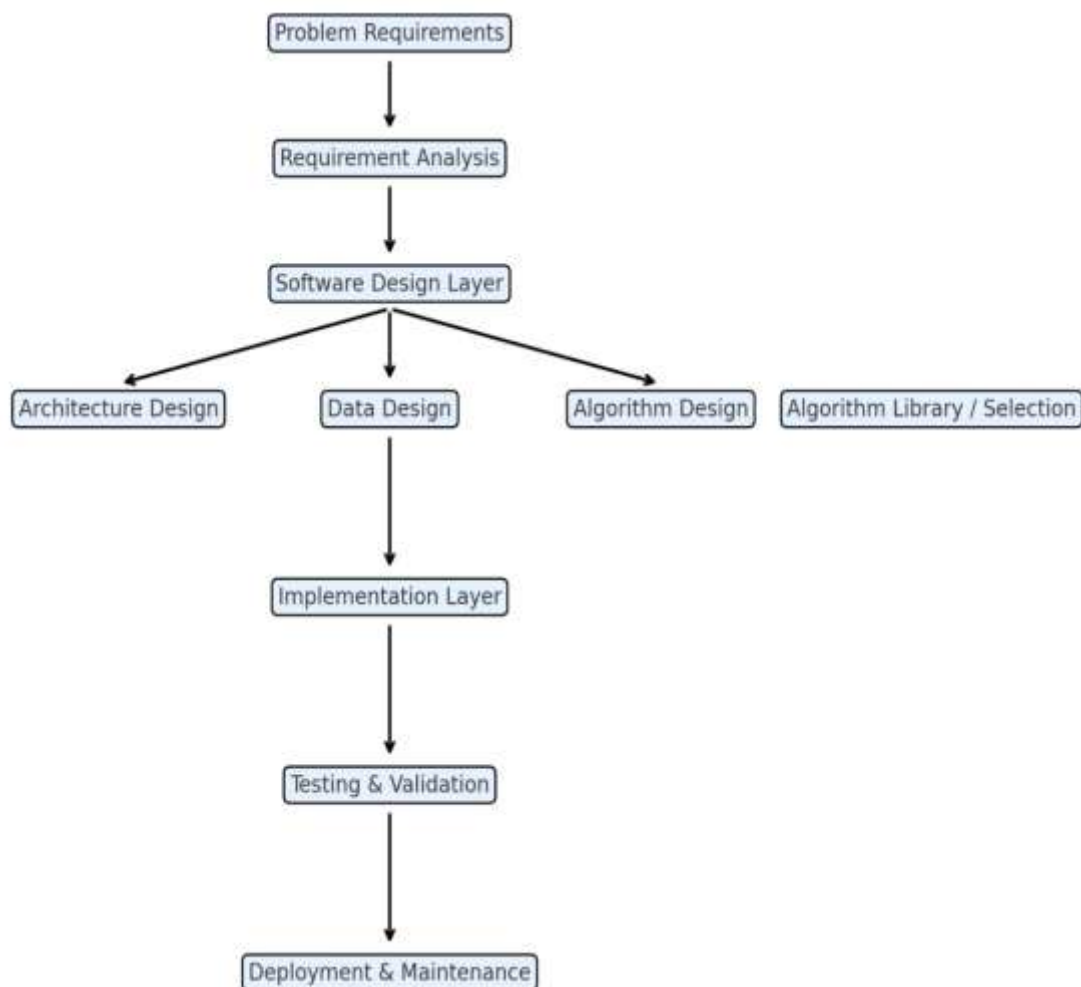 Problem Requirements
Requirement Analysis
Software Design Layer
Architecture Design
Data Design
Algorithm Design
Algorithm Library / Selection
Implementation Layer
Testing & Validation
Deployment & Maintenance